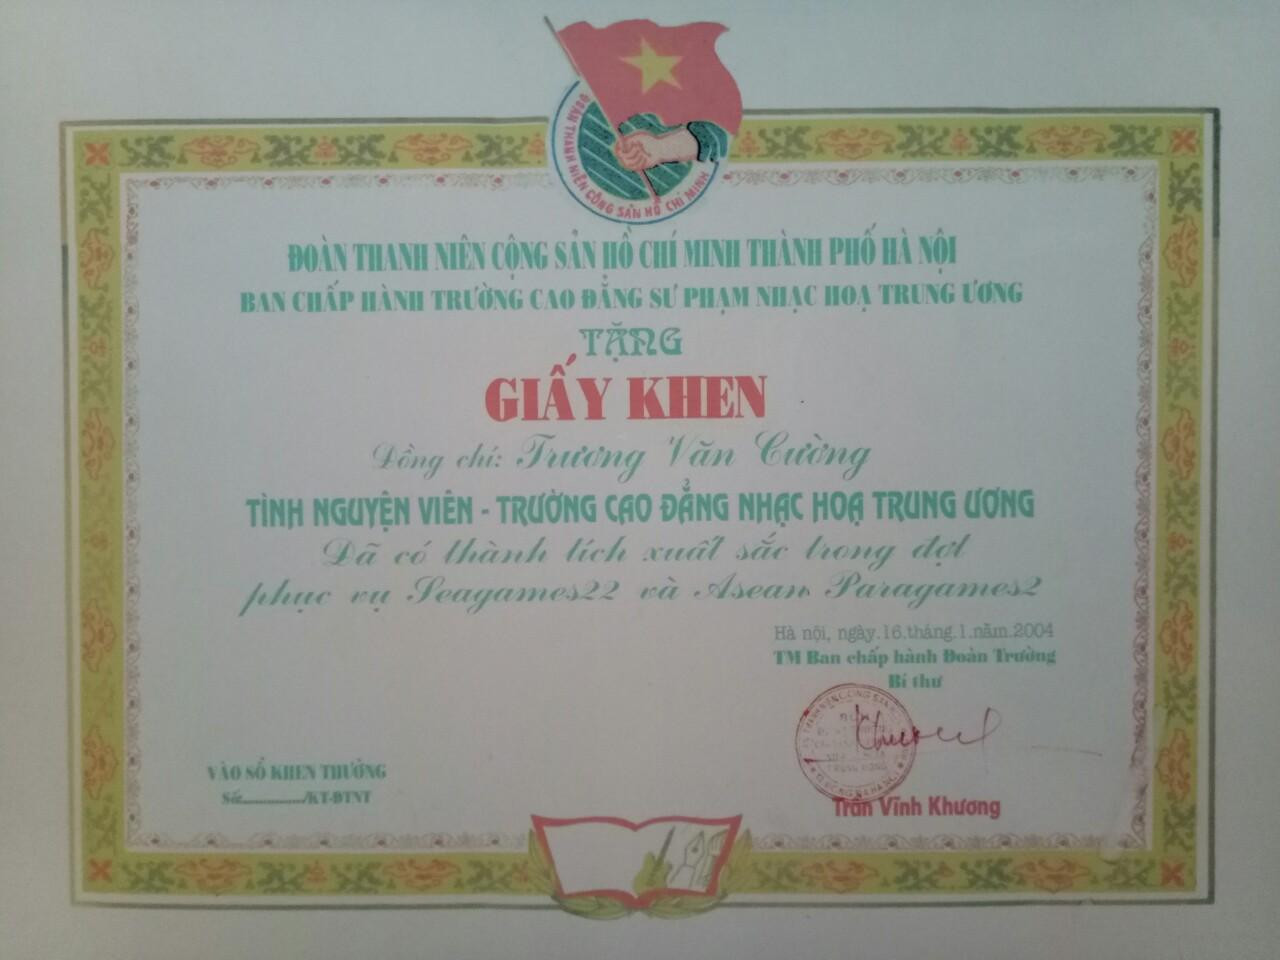 ĐOÀN THANH NIÊN CỘNG SẢN HỒ CHÍ MINH
ĐOÀN THANH NIÊN CỘNG SẢN HỒ CHÍ MINH THÀNH PHỐ HÀ NỘI
BAN CHẤP HÀNH TRƯỜNG CAO ĐẲNG SƯ PHẠM NHẠC HOẠ TRUNG ƯƠNG
TẶNG
GIẤY KHEN
Đồng chí: Trương Văn Cường
TÌNH NGUYỆN VIÊN - TRƯỜNG CAO ĐẲNG NHẠC HOẠ TRUNG ƯƠNG
Đã có thành tích xuất sắc trong đợt
phục vụ Seagames22 và Asean Paragames2
Hà nội, ngày.16.tháng.1.năm.2004
TM Ban chấp hành Đoàn Trường
Bí thư
Trần Vĩnh Khương
VÀO SỔ KHEN THƯỞNG
Số:................../KT-ĐTNT